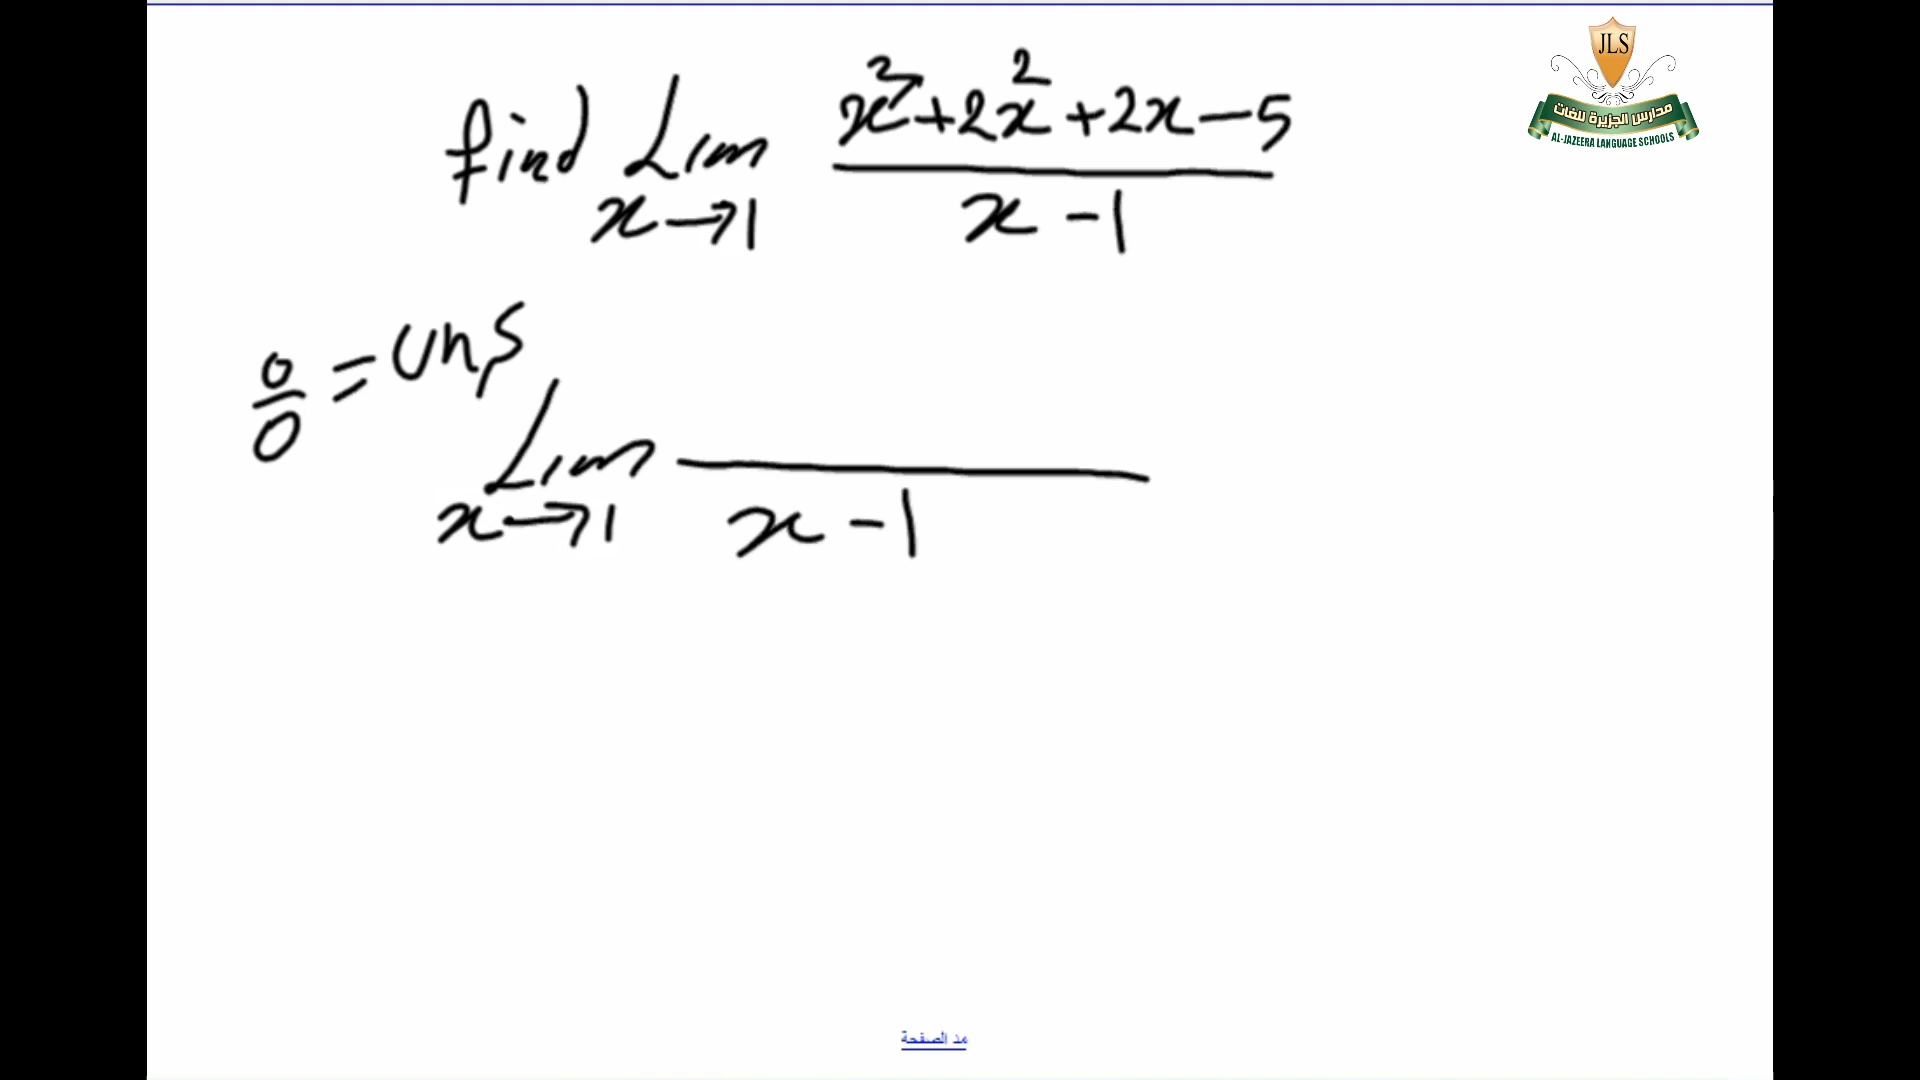 JLS
مدارس الجزيرة للغات
AL-JAZEERA LANGUAGE SCHOOLS
find Lim x³+2x²+2x-5
x→1 x-1
0/0 = unS
Lim
x→1 x-1
مد الصفحة